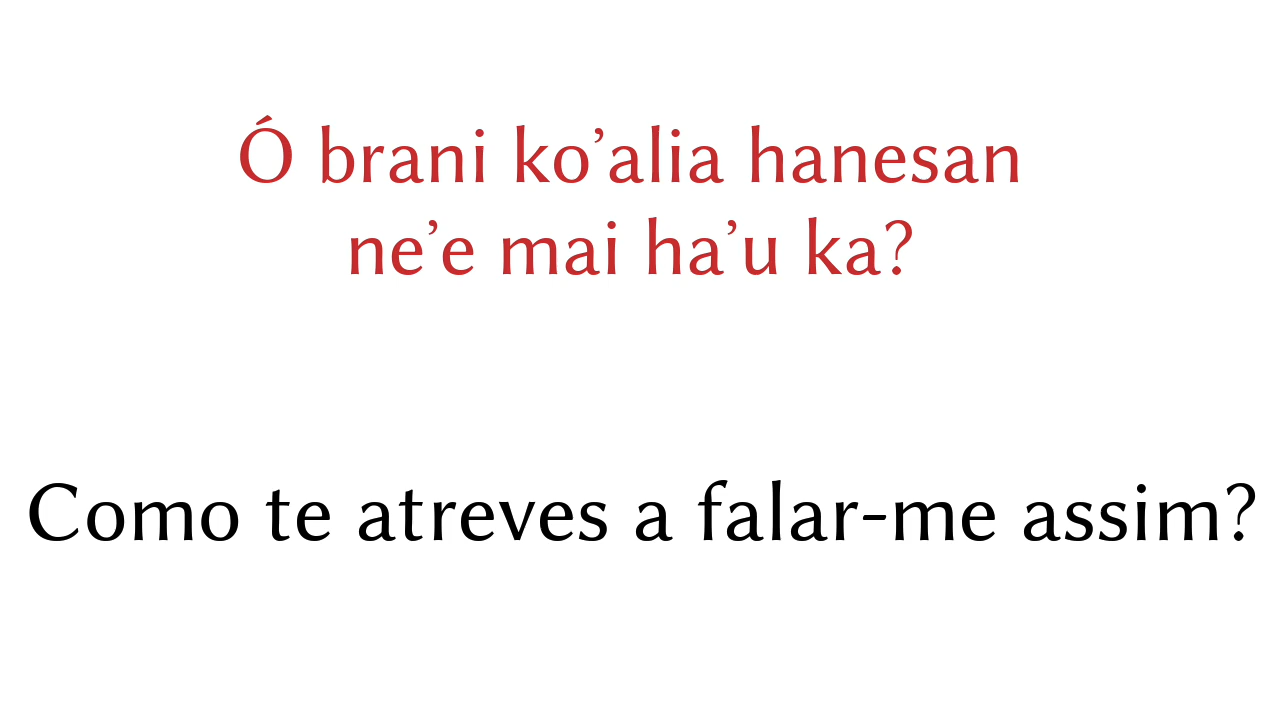 Ó brani ko’alia hanesan
ne’e mai ha’u ka?
Como te atreves a falar-me assim?